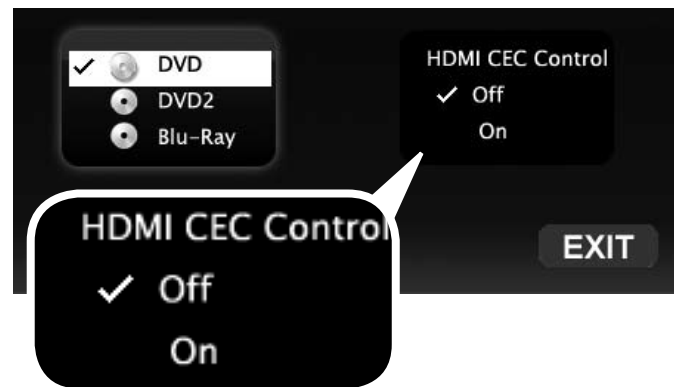 DVD
DVD2
Blu-Ray
HDMI CEC Control
Off
On
EXIT
HDMI CEC Control
Off
On